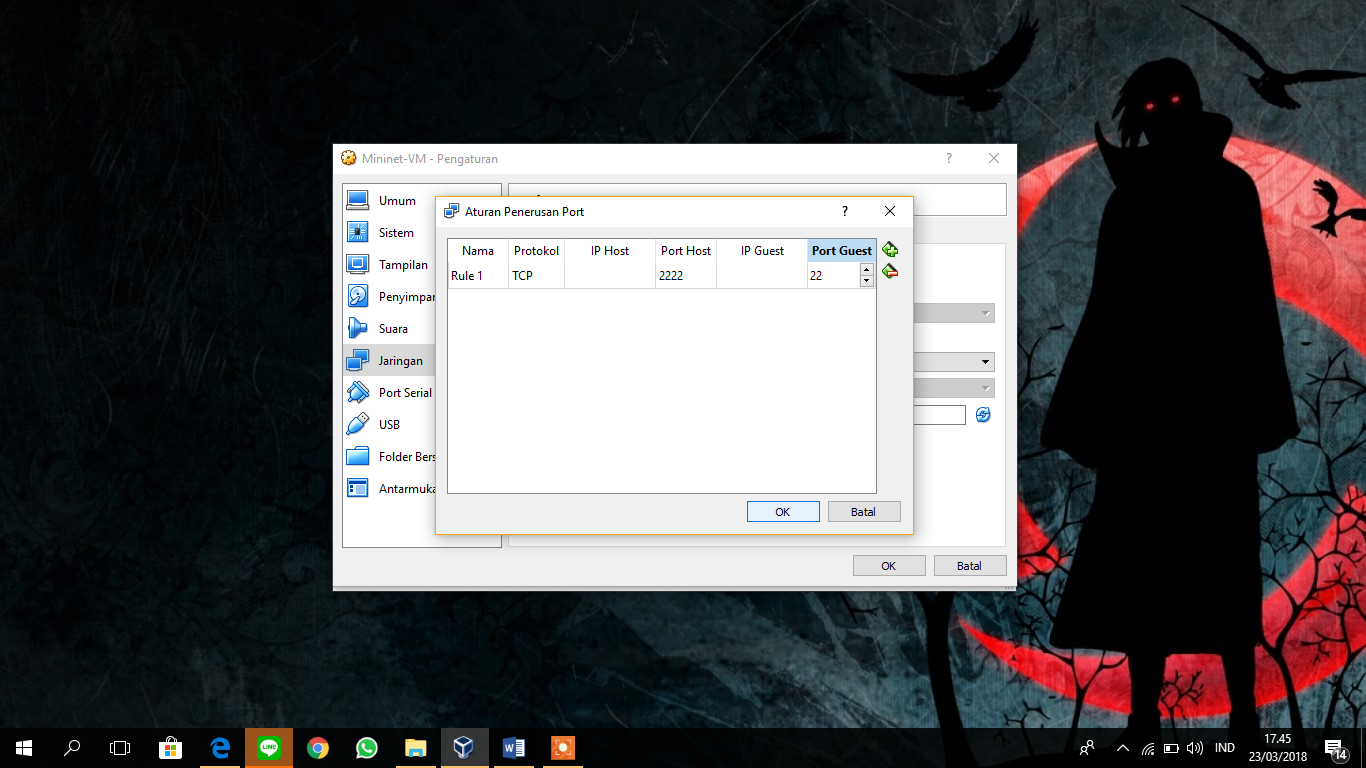 Mininet-VM - Pengaturan
?
Umum
Sistem
Tampilan
Penyimpan
Suara
Jaringan
Port Serial
USB
Folder Bers
Antarmuka
Aturan Penerusan Port
?
Nama Protokol IP Host Port Host IP Guest Port Guest
Rule 1 TCP 2222 22
OK Batal
OK Batal
LINE
IND
17.45
23/03/2018
14